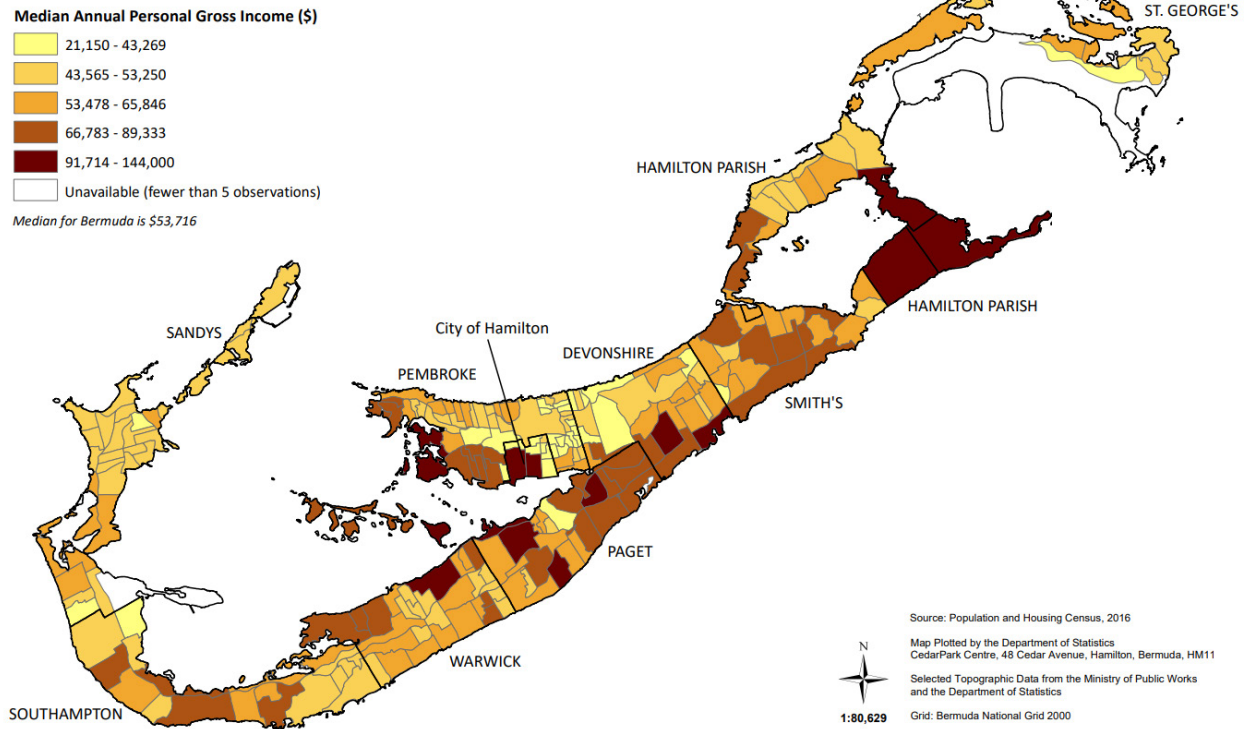 Median Annual Personal Gross Income ($)
21,150 - 43,269
43,565 - 53,250
53,478 - 65,846
66,783 - 89,333
91,714 - 144,000
Unavailable (fewer than 5 observations)
Median for Bermuda is $53,716
ST. GEORGE'S
HAMILTON PARISH
HAMILTON PARISH
SANDYS
City of Hamilton
DEVONSHIRE
PEMBROKE
SMITH'S
PAGET
WARWICK
SOUTHAMPTON
Source: Population and Housing Census, 2016
Map Plotted by the Department of Statistics
CedarPark Centre, 48 Cedar Avenue, Hamilton, Bermuda, HM11
Selected Topographic Data from the Ministry of Public Works
and the Department of Statistics
Grid: Bermuda National Grid 2000
N
1:80,629